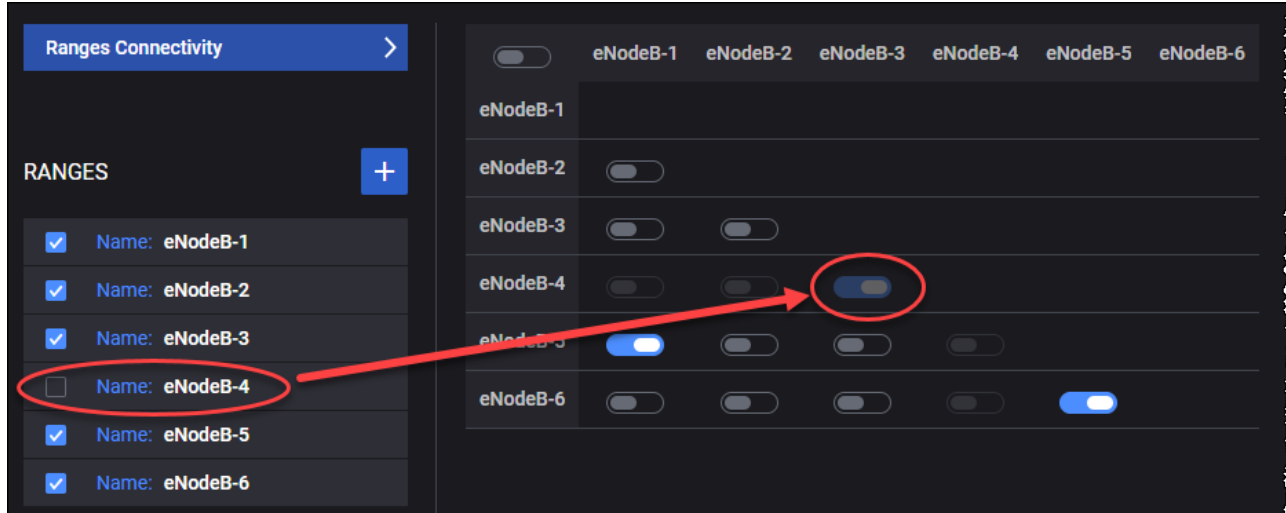 Ranges Connectivity
RANGES
Name: eNodeB-1
Name: eNodeB-2
Name: eNodeB-3
Name: eNodeB-4
Name: eNodeB-5
Name: eNodeB-6
eNodeB-1 eNodeB-2 eNodeB-3 eNodeB-4 eNodeB-5 eNodeB-6
eNodeB-1
eNodeB-2
eNodeB-3
eNodeB-4
eNodeB-5
eNodeB-6